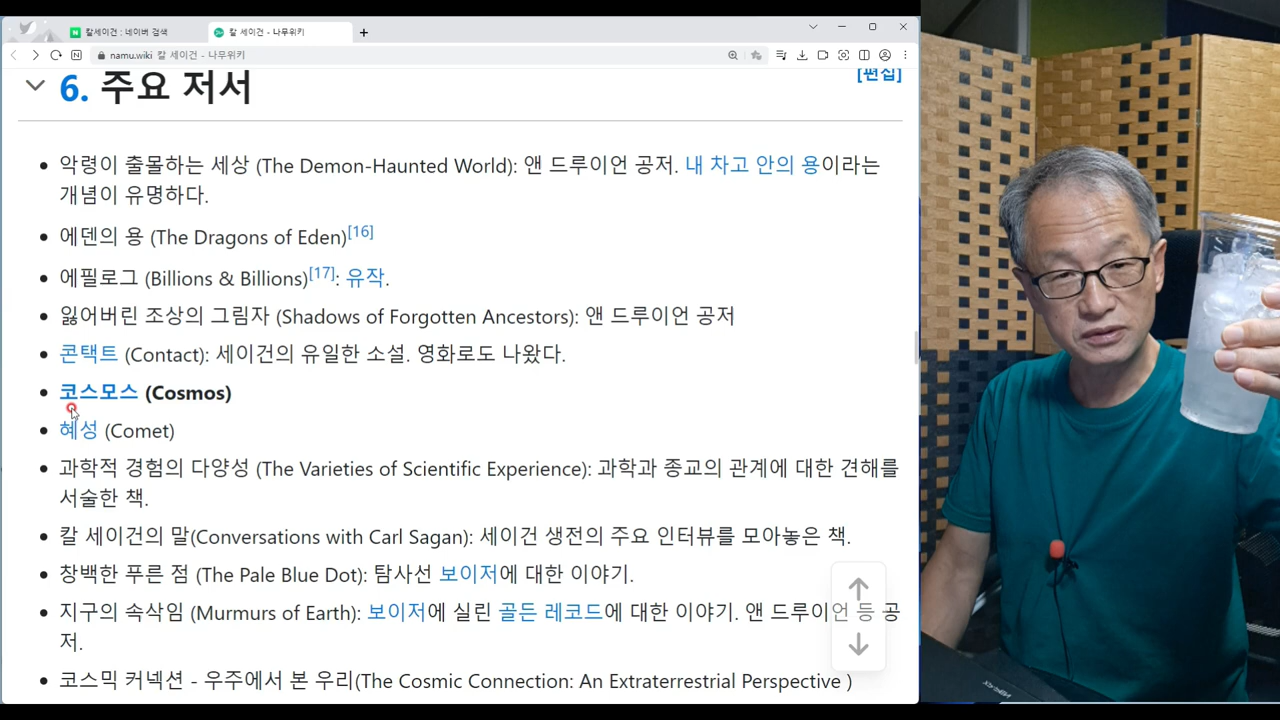 칼세이건 : 네이버 검색
칼 세이건 - 나무위키
namu.wiki 칼 세이건 - 나무위키
6. 주요 저서
[편집]
악령이 출몰하는 세상 (The Demon-Haunted World): 앤 드루이언 공저. 내 차고 안의 용이라는
개념이 유명하다.
에덴의 용 (The Dragons of Eden)[16]
에필로그 (Billions & Billions)[17]: 유작.
잃어버린 조상의 그림자 (Shadows of Forgotten Ancestors): 앤 드루이언 공저
콘택트 (Contact): 세이건의 유일한 소설. 영화로도 나왔다.
코스모스 (Cosmos)
혜성 (Comet)
과학적 경험의 다양성 (The Varieties of Scientific Experience): 과학과 종교의 관계에 대한 견해를
서술한 책.
칼 세이건의 말(Conversations with Carl Sagan): 세이건 생전의 주요 인터뷰를 모아놓은 책.
창백한 푸른 점 (The Pale Blue Dot): 탐사선 보이저에 대한 이야기.
지구의 속삭임 (Murmurs of Earth): 보이저에 실린 골든 레코드에 대한 이야기. 앤 드루이언 등 공
저.
코스믹 커넥션 - 우주에서 본 우리(The Cosmic Connection: An Extraterrestrial Perspective )